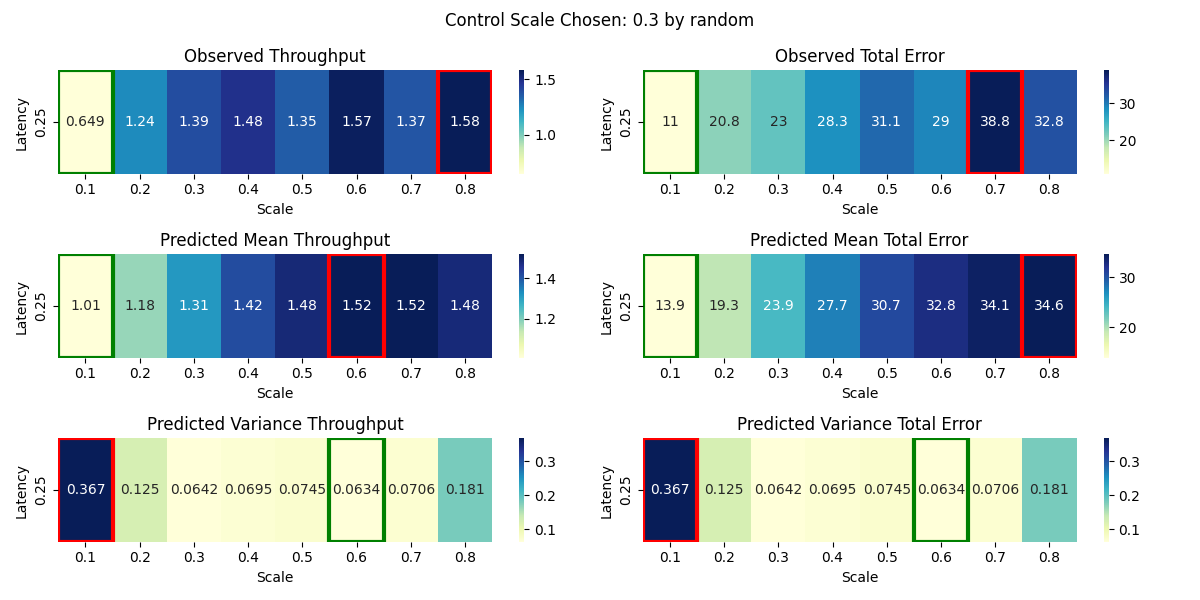 Control Scale Chosen: 0.3 by random
Observed Throughput
Latency
0.25
0.649 1.24 1.39 1.48 1.35 1.57 1.37 1.58
0.1 0.2 0.3 0.4 0.5 0.6 0.7 0.8
Scale
1.5
1.0
Observed Total Error
Latency
0.25
11 20.8 23 28.3 31.1 29 38.8 32.8
0.1 0.2 0.3 0.4 0.5 0.6 0.7 0.8
Scale
30
20
Predicted Mean Throughput
Latency
0.25
1.01 1.18 1.31 1.42 1.48 1.52 1.52 1.48
0.1 0.2 0.3 0.4 0.5 0.6 0.7 0.8
Scale
1.4
1.2
Predicted Mean Total Error
Latency
0.25
13.9 19.3 23.9 27.7 30.7 32.8 34.1 34.6
0.1 0.2 0.3 0.4 0.5 0.6 0.7 0.8
Scale
30
20
Predicted Variance Throughput
Latency
0.25
0.367 0.125 0.0642 0.0695 0.0745 0.0634 0.0706 0.181
0.1 0.2 0.3 0.4 0.5 0.6 0.7 0.8
Scale
0.3
0.2
0.1
Predicted Variance Total Error
Latency
0.25
0.367 0.125 0.0642 0.0695 0.0745 0.0634 0.0706 0.181
0.1 0.2 0.3 0.4 0.5 0.6 0.7 0.8
Scale
0.3
0.2
0.1